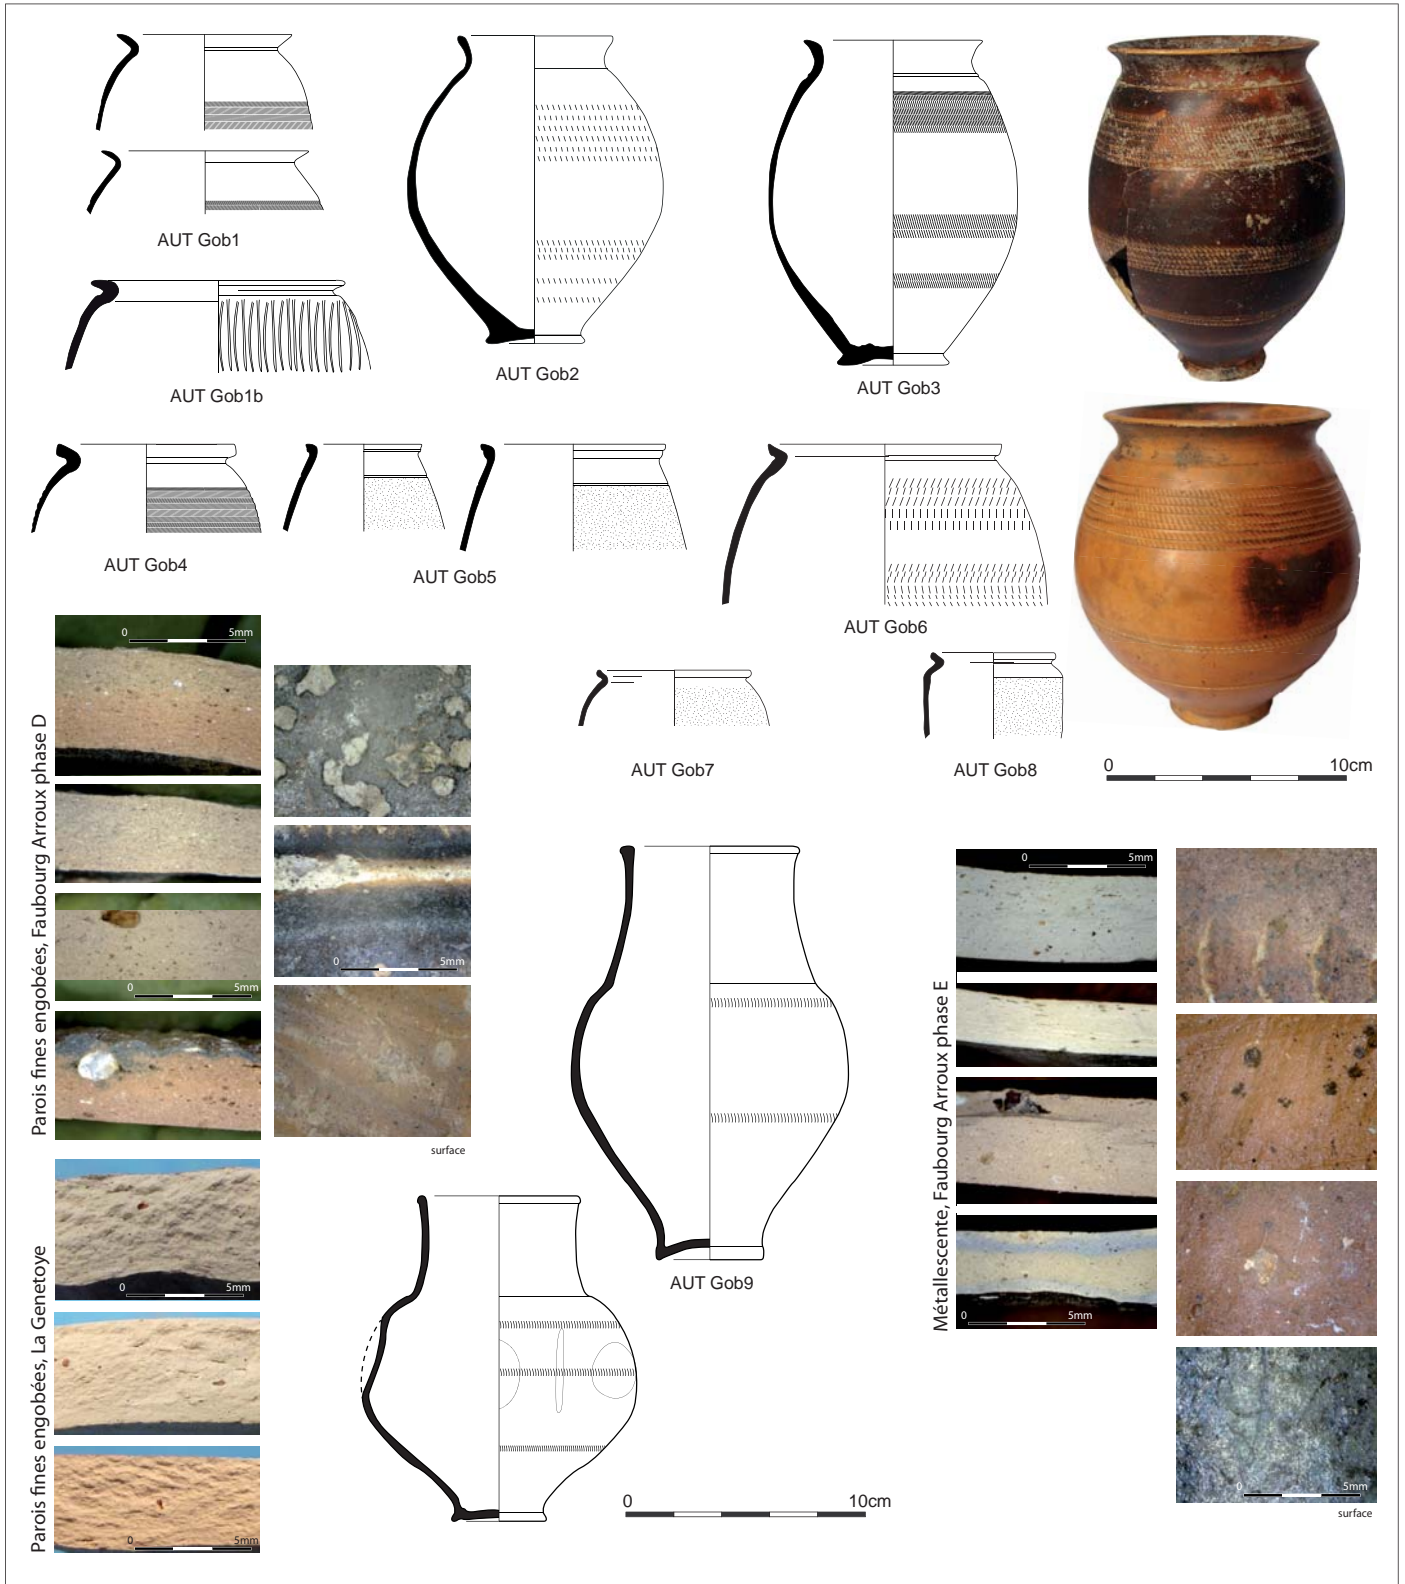 AUT Gob1
AUT Gob1b
AUT Gob2
AUT Gob3
AUT Gob4
AUT Gob5
AUT Gob6
AUT Gob7
AUT Gob8
0 10cm
Parois fines engobées, Faubourg Arroux phase D
0 5mm
0 5mm
0 5mm
0 5mm
surface
Parois fines engobées, La Genetoye
0 5mm
0 5mm
AUT Gob9
0 10cm
Métallescente, Faubourg Arroux phase E
0 5mm
0 5mm
0 5mm
surface